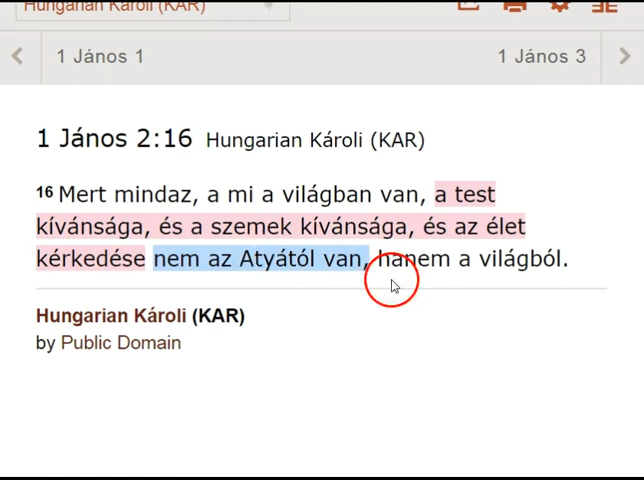 Hungarian Károli (KAR)
1 János 1
1 János 3
1 János 2:16 Hungarian Károli (KAR)
16 Mert mindaz, a mi a világban van, a test
kívánsága, és a szemek kívánsága, és az élet
kérkedése nem az Atyától van, hanem a világból.
Hungarian Károli (KAR)
by Public Domain